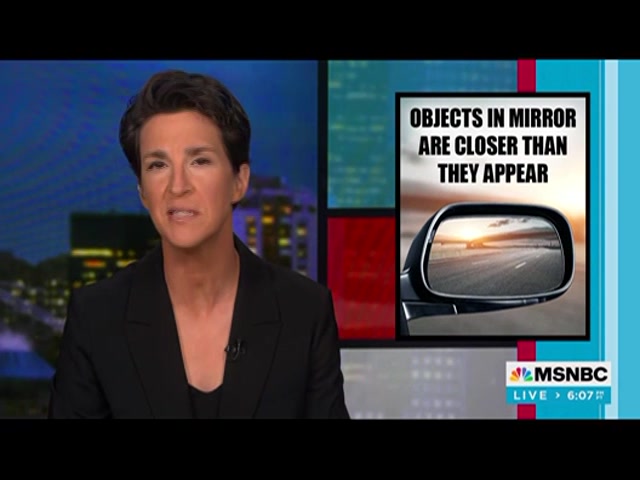 OBJECTS IN MIRROR
ARE CLOSER THAN
THEY APPEAR
MSNBC
LIVE > 6:07